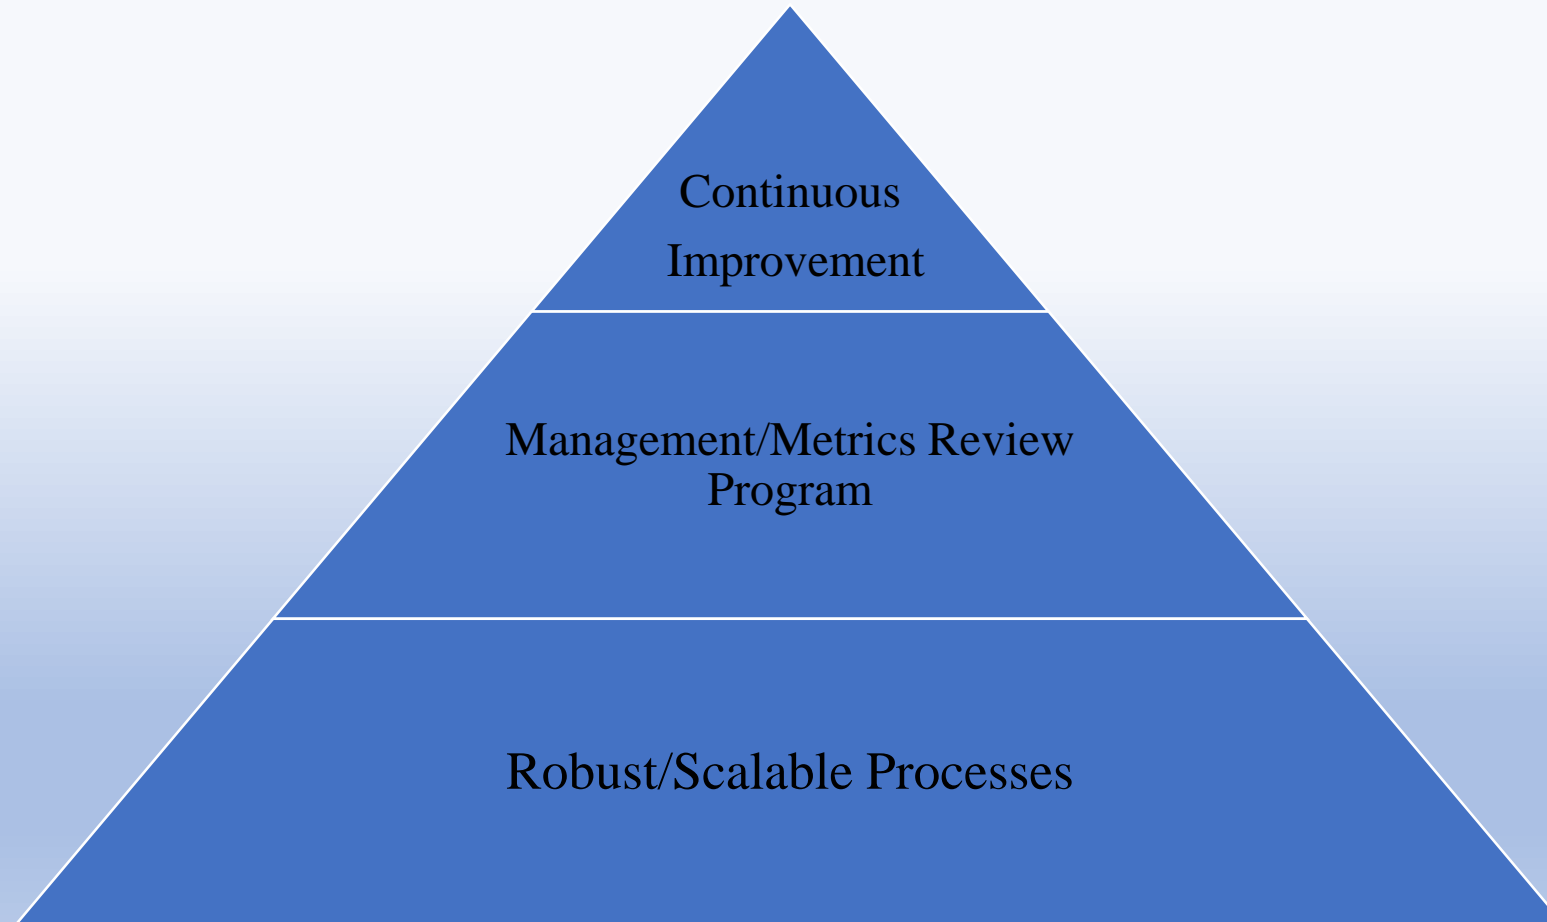 Continuous
Improvement
Management/Metrics Review
Program
Robust/Scalable Processes